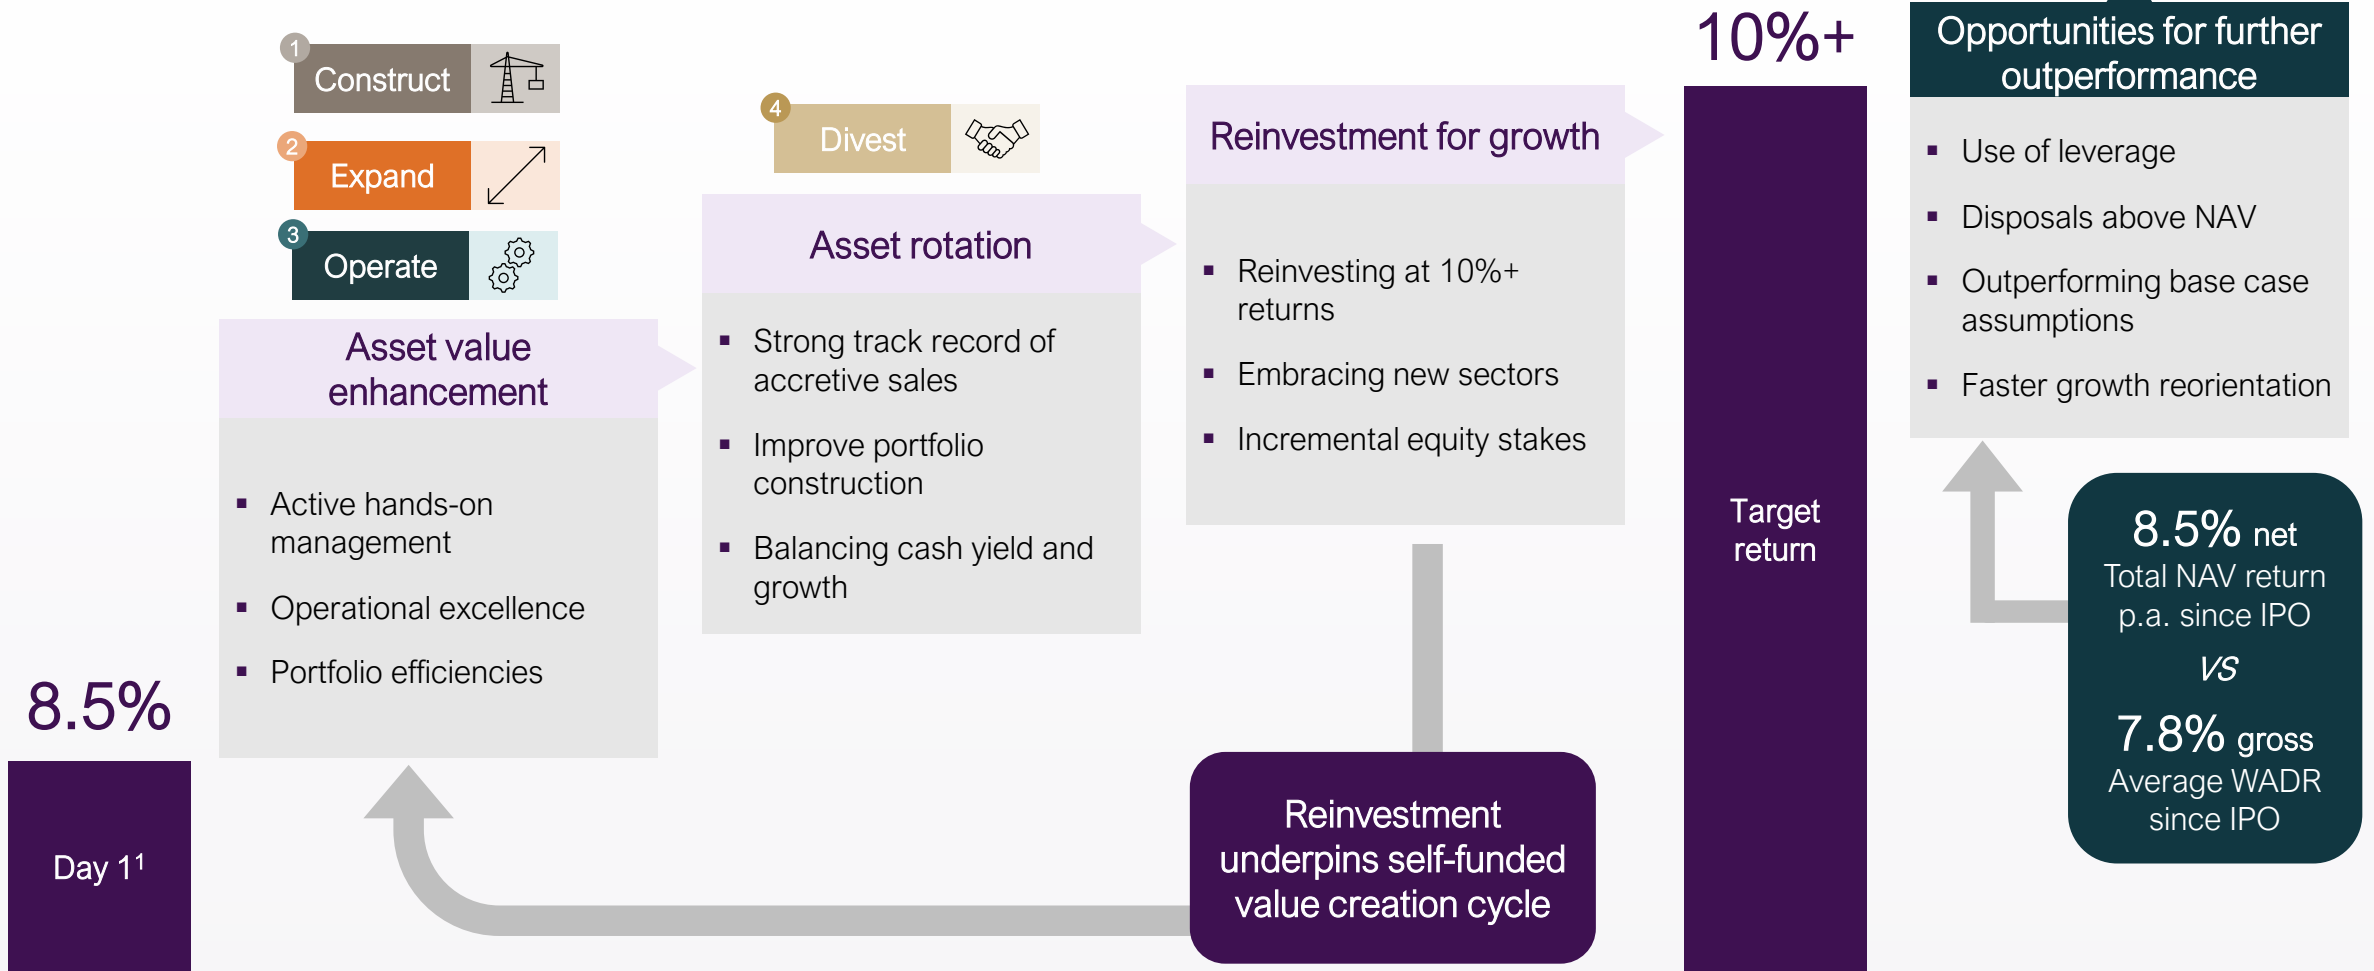 8.5%
Day 1¹
1
Construct
2
Expand
3
Operate
Asset value
enhancement
▪ Active hands-on
management
▪ Operational excellence
▪ Portfolio efficiencies
4
Divest
Asset rotation
▪ Strong track record of
accretive sales
▪ Improve portfolio
construction
▪ Balancing cash yield and
growth
Reinvestment for growth
▪ Reinvesting at 10%+
returns
▪ Embracing new sectors
▪ Incremental equity stakes
Reinvestment
underpins self-funded
value creation cycle
10%+
Target
return
Opportunities for further
outperformance
▪ Use of leverage
▪ Disposals above NAV
▪ Outperforming base case
assumptions
▪ Faster growth reorientation
8.5% net
Total NAV return
p.a. since IPO
VS
7.8% gross
Average WADR
since IPO